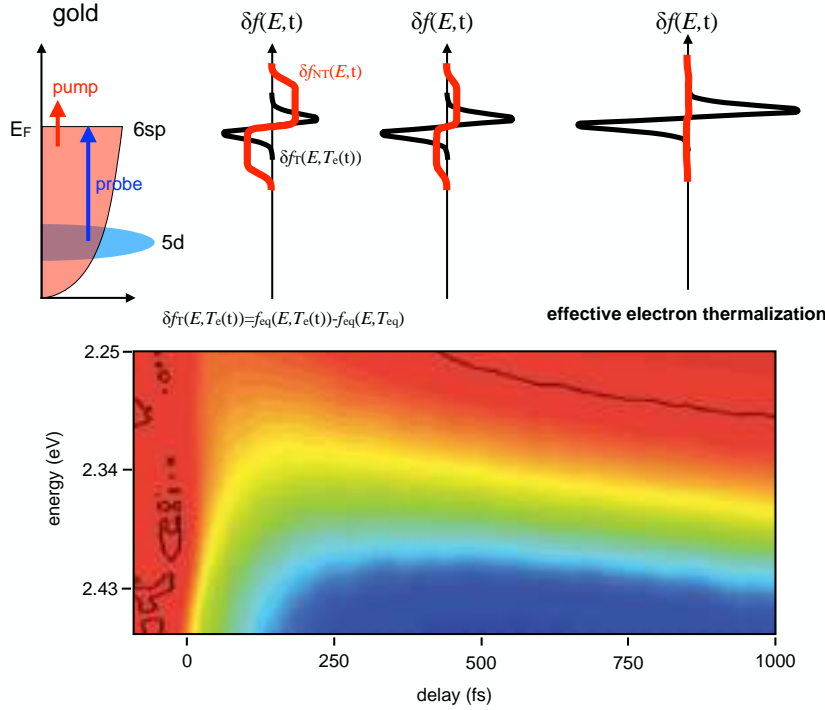 gold
δf(E,t)
δf(E,t)
δf(E,t)
pump
δfNT(E,t)
EF
6sp
δfT(E,Te(t))
probe
5d
δfT(E,Te(t))=feq(E,Te(t))-feq(E,Teq)
effective electron thermalization
2.25
2.34
2.43
energy (eV)
0
250
500
750
1000
delay (fs)